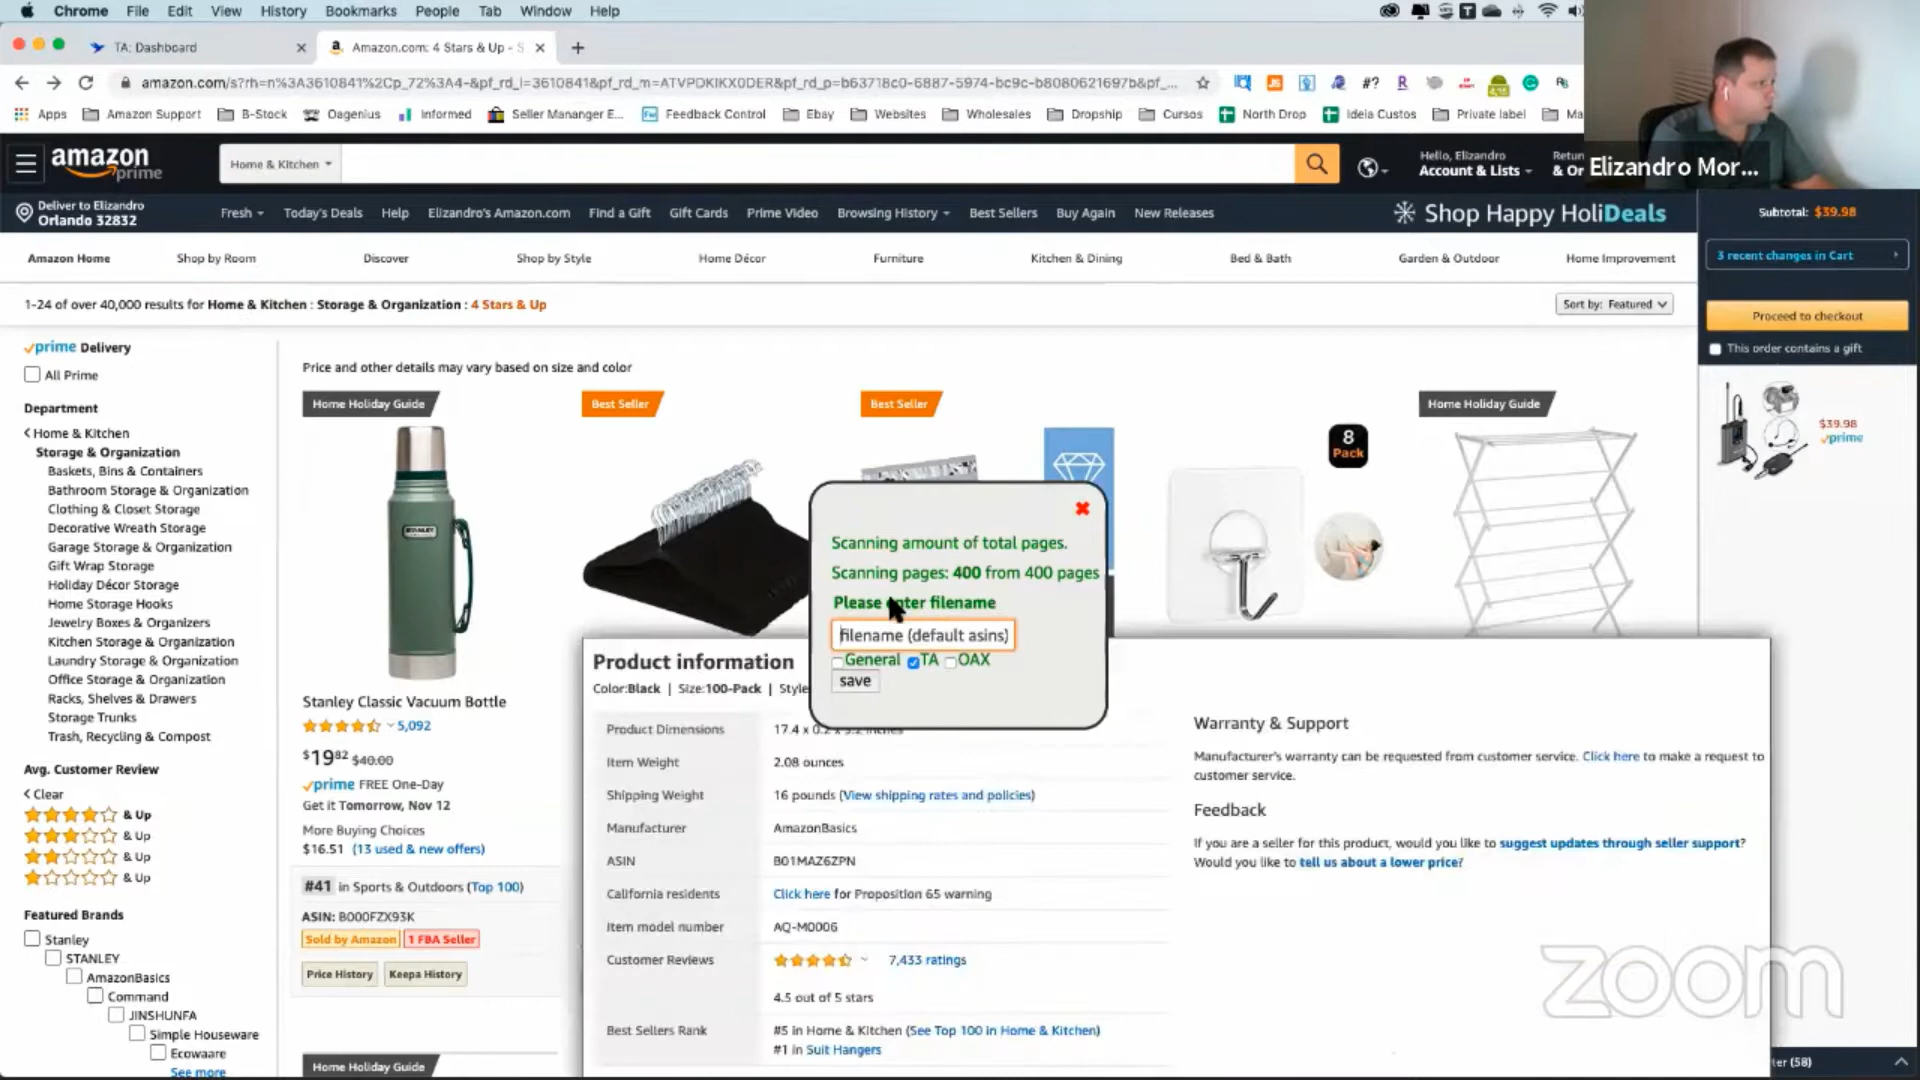 Chrome File Edit View History Bookmarks People Tab Window Help
TA: Dashboard
Amazon.com: 4 Stars & Up - S
amazon.com/s?rh=n%3A3610841%2Cp_72%3A4-&pf_rd_i=3610841&pf_rd_m=ATVPDKIKX0DER&pf_rd_p=b63718c0-6887-5974-bc9c-b8080621697b&pf_...
Apps Amazon Support B-Stock Oagenius Informed Seller Mananger E... Feedback Control Ebay Websites Wholesales Dropship Cursos North Drop Ideia Custos Private label Ma
Elizandro Mor...
amazon prime
Home & Kitchen
Hello, Elizandro
Account & Lists
Retur
& Or
Deliver to Elizandro
Orlando 32832
Fresh Today's Deals Help Elizandro's Amazon.com Find a Gift Gift Cards Prime Video Browsing History Best Sellers Buy Again New Releases
Shop Happy HoliDeals
Subtotal: $39.98
3 recent changes in Cart
Proceed to checkout
This order contains a gift
$39.98
prime
Amazon Home Shop by Room Discover Shop by Style Home Décor Furniture Kitchen & Dining Bed & Bath Garden & Outdoor Home Improvement
1-24 of over 40,000 results for Home & Kitchen : Storage & Organization : 4 Stars & Up
Sort by: Featured
prime Delivery
All Prime
Department
Home & Kitchen
Storage & Organization
Baskets, Bins & Containers
Bathroom Storage & Organization
Clothing & Closet Storage
Decorative Wreath Storage
Garage Storage & Organization
Gift Wrap Storage
Holiday Décor Storage
Home Storage Hooks
Jewelry Boxes & Organizers
Kitchen Storage & Organization
Laundry Storage & Organization
Office Storage & Organization
Racks, Shelves & Drawers
Storage Trunks
Trash, Recycling & Compost
Avg. Customer Review
Clear
& Up
& Up
& Up
& Up
Featured Brands
Stanley
STANLEY
AmazonBasics
Command
JINSHUNFA
Simple Houseware
Ecowaare
See more
Price and other details may vary based on size and color
Home Holiday Guide
Best Seller
Best Seller
Home Holiday Guide
8
Pack
STANLEY
Stanley Classic Vacuum Bottle
5,092
$19 82 $40.00
prime FREE One-Day
Get it Tomorrow, Nov 12
More Buying Choices
$16.51 (13 used & new offers)
#41 in Sports & Outdoors (Top 100)
ASIN: B000FZX93K
Sold by Amazon 1 FBA Seller
Price History Keepa History
Home Holiday Guide
Scanning amount of total pages.
Scanning pages: 400 from 400 pages
Please enter filename
filename (default asins)
General TA OAX
save
Product information
Color:Black | Size:100-Pack | Style
Product Dimensions 17.4 x 0.2 x 9.2 inches
Item Weight 2.08 ounces
Shipping Weight 16 pounds (View shipping rates and policies)
Manufacturer AmazonBasics
ASIN B01MAZ6ZPN
California residents Click here for Proposition 65 warning
Item model number AQ-M0006
Customer Reviews 7,433 ratings
4.5 out of 5 stars
Best Sellers Rank #5 in Home & Kitchen (See Top 100 in Home & Kitchen)
#1 in Suit Hangers
Warranty & Support
Manufacturer's warranty can be requested from customer service. Click here to make a request to
customer service.
Feedback
If you are a seller for this product, would you like to suggest updates through seller support?
Would you like to tell us about a lower price?
zoom
ter (58)